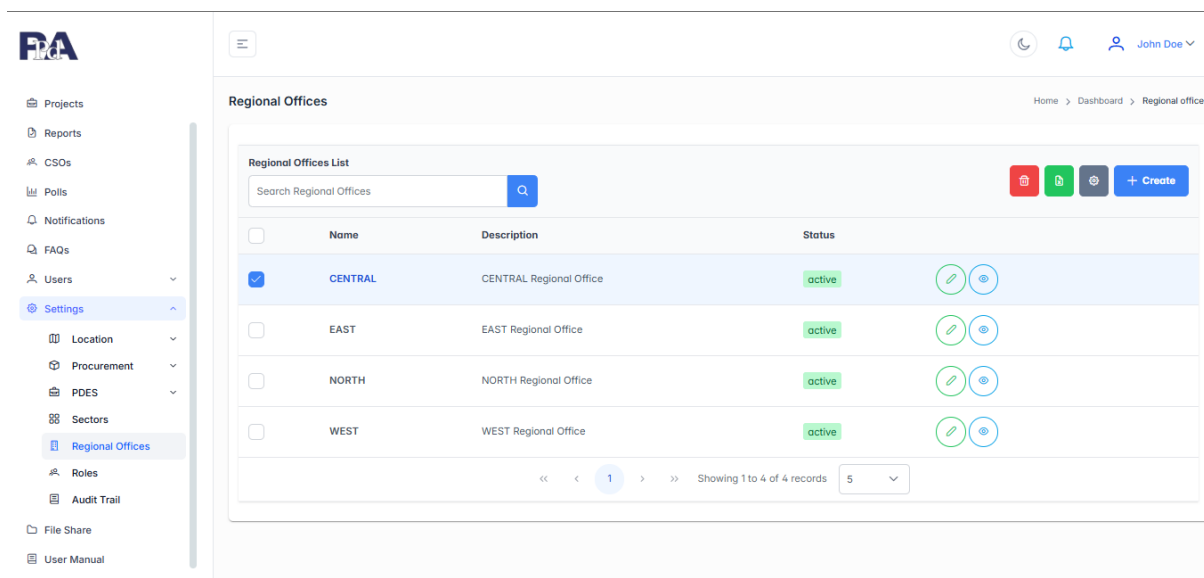 PPdA
John Doe
Projects
Reports
CSOs
Polls
Notifications
FAQs
Users
Settings
Location
Procurement
PDES
Sectors
Regional Offices
Roles
Audit Trail
File Share
User Manual
Regional Offices
Home > Dashboard > Regional office
Regional Offices List
Search Regional Offices
+ Create
Name Description Status
CENTRAL CENTRAL Regional Office active
EAST EAST Regional Office active
NORTH NORTH Regional Office active
WEST WEST Regional Office active
« < 1 > » Showing 1 to 4 of 4 records 5